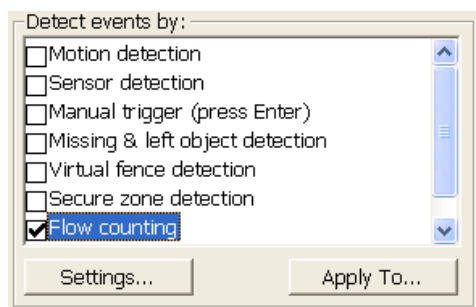 Detect events by:
Motion detection
Sensor detection
Manual trigger (press Enter)
Missing & left object detection
Virtual fence detection
Secure zone detection
Flow counting
Settings... Apply To...